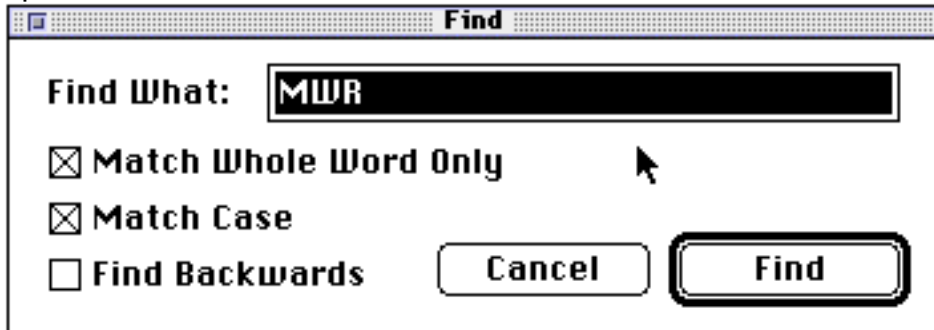 Find
Find What: MWR
Match Whole Word Only
Match Case
Find Backwards Cancel Find